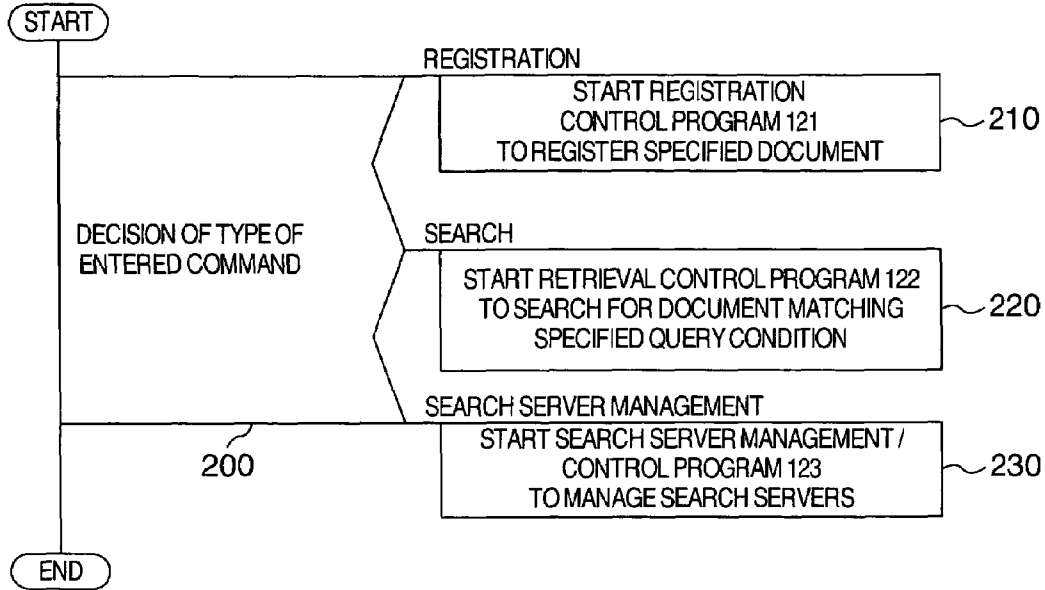 START
REGISTRATION
START REGISTRATION
CONTROL PROGRAM 121
TO REGISTER SPECIFIED DOCUMENT
210
DECISION OF TYPE OF
ENTERED COMMAND
SEARCH
START RETRIEVAL CONTROL PROGRAM 122
TO SEARCH FOR DOCUMENT MATCHING
SPECIFIED QUERY CONDITION
220
SEARCH SERVER MANAGEMENT
200
START SEARCH SERVER MANAGEMENT /
CONTROL PROGRAM 123
TO MANAGE SEARCH SERVERS
230
END